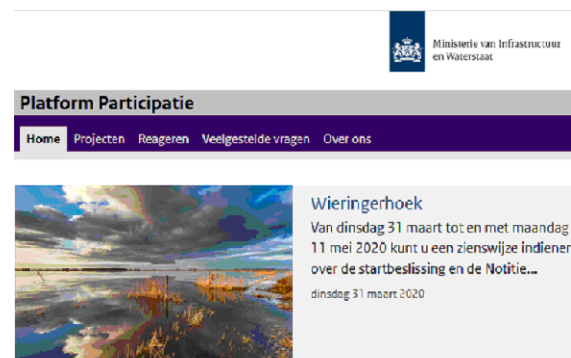 Ministerie van Infrastructuur
en Waterstaat
Platform Participatie
Home Projecten Reageren Veelgestelde vragen Over ons
Wieringerhoek
Van dinsdag 31 maart tot en met maandag
11 mei 2020 kunt u een zienswijze indienen
over de startbeslissing en de Notitie...
dinsdag 31 maart 2020